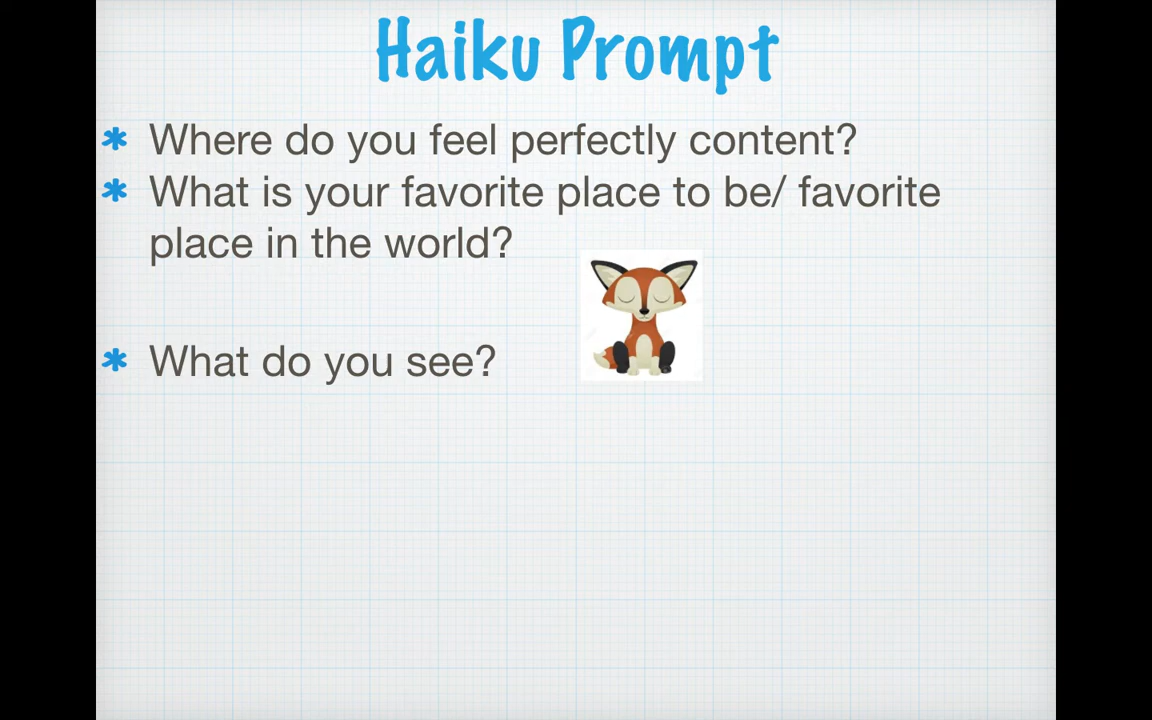 Haiku Prompt
* Where do you feel perfectly content?
* What is your favorite place to be/ favorite
place in the world?
* What do you see?